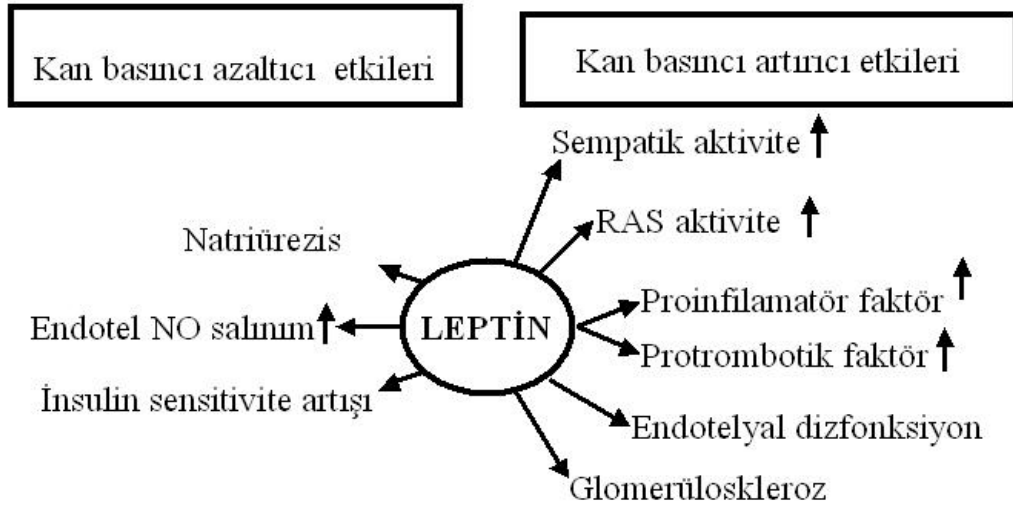 Kan basıncı azaltıcı etkileri
Kan basıncı artırıcı etkileri
Sempatik aktivite
RAS aktivite
Natriürezis
Proinfilamatör faktör
Endotel NO salınım
LEPTİN
Protrombotik faktör
İnsulin sensitivite artışı
Endotelyal dizfonksiyon
Glomerüloskleroz